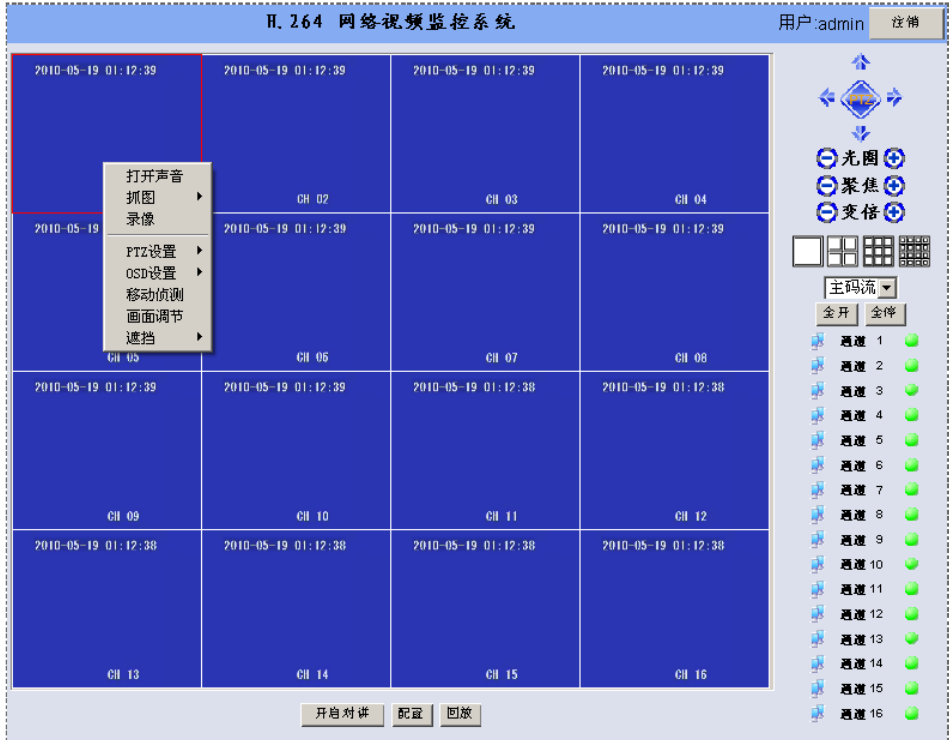 H.264 网络视频监控系统
用户:admin 注销
2010-05-19 01:12:39 2010-05-19 01:12:39 2010-05-19 01:12:39 2010-05-19 01:12:39
PTZ
光圈
聚焦
变倍
打开声音
抓图
录像
PTZ设置
OSD设置
移动侦测
画面调节
遮挡
CH 02 CH 03 CH 04
2010-05-19 2010-05-19 01:12:39 2010-05-19 01:12:39 2010-05-19 01:12:39
CH 05 CH 06 CH 07 CH 08
2010-05-19 01:12:39 2010-05-19 01:12:39 2010-05-19 01:12:38 2010-05-19 01:12:38
CH 09 CH 10 CH 11 CH 12
2010-05-19 01:12:38 2010-05-19 01:12:38 2010-05-19 01:12:38 2010-05-19 01:12:38
CH 13 CH 14 CH 15 CH 16
主码流
全开 全停
通道 1
通道 2
通道 3
通道 4
通道 5
通道 6
通道 7
通道 8
通道 9
通道 10
通道 11
通道 12
通道 13
通道 14
通道 15
通道 16
开启对讲 配置 回放